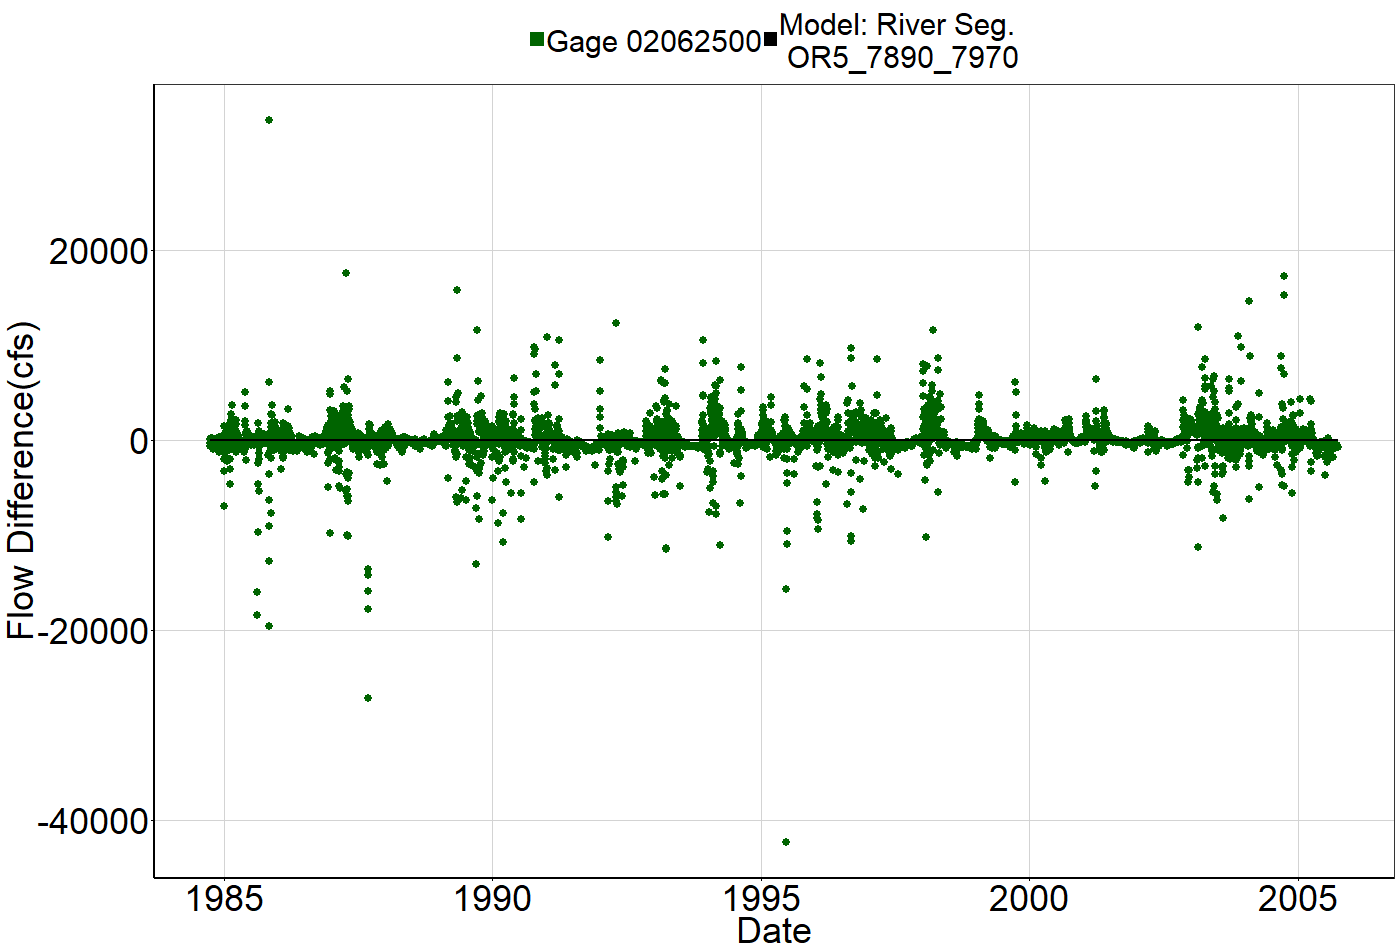 Gage 02062500
Model: River Seg.
OR5_7890_7970
Flow Difference(cfs)
20000
0
-20000
-40000
1985 1990 1995 2000 2005
Date